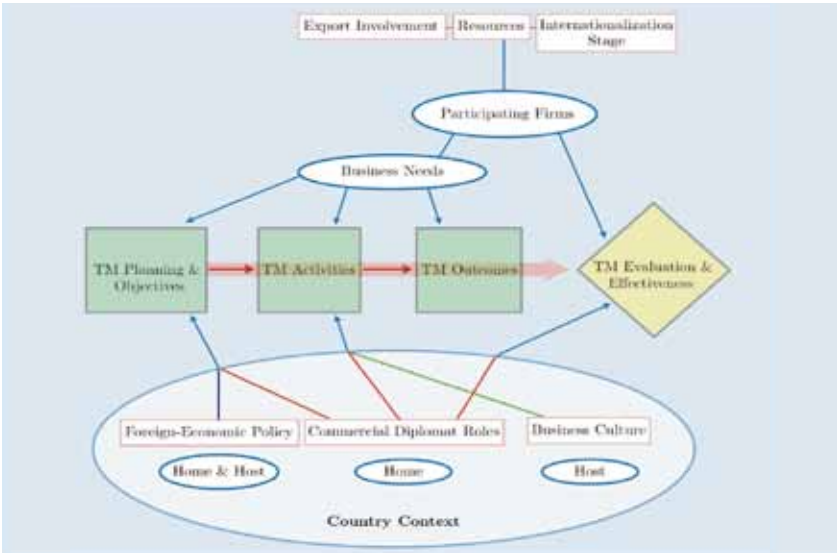 Export Involvement
Resources
Internationalization
Stage
Participating Firms
Business Needs
TM Planning &
Objectives
TM Activities
TM Outcomes
TM Evaluation &
Effectiveness
Foreign-Economic Policy
Commercial Diplomat Roles
Business Culture
Home & Host
Home
Host
Country Context